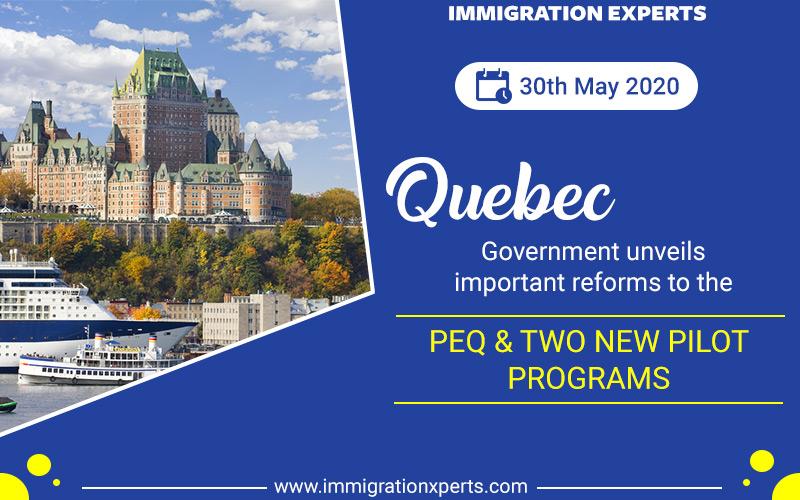 IMMIGRATION EXPERTS
30th May 2020
Quebec
Government unveils
important reforms to the
PEQ & TWO NEW PILOT
PROGRAMS
www.immigrationxperts.com